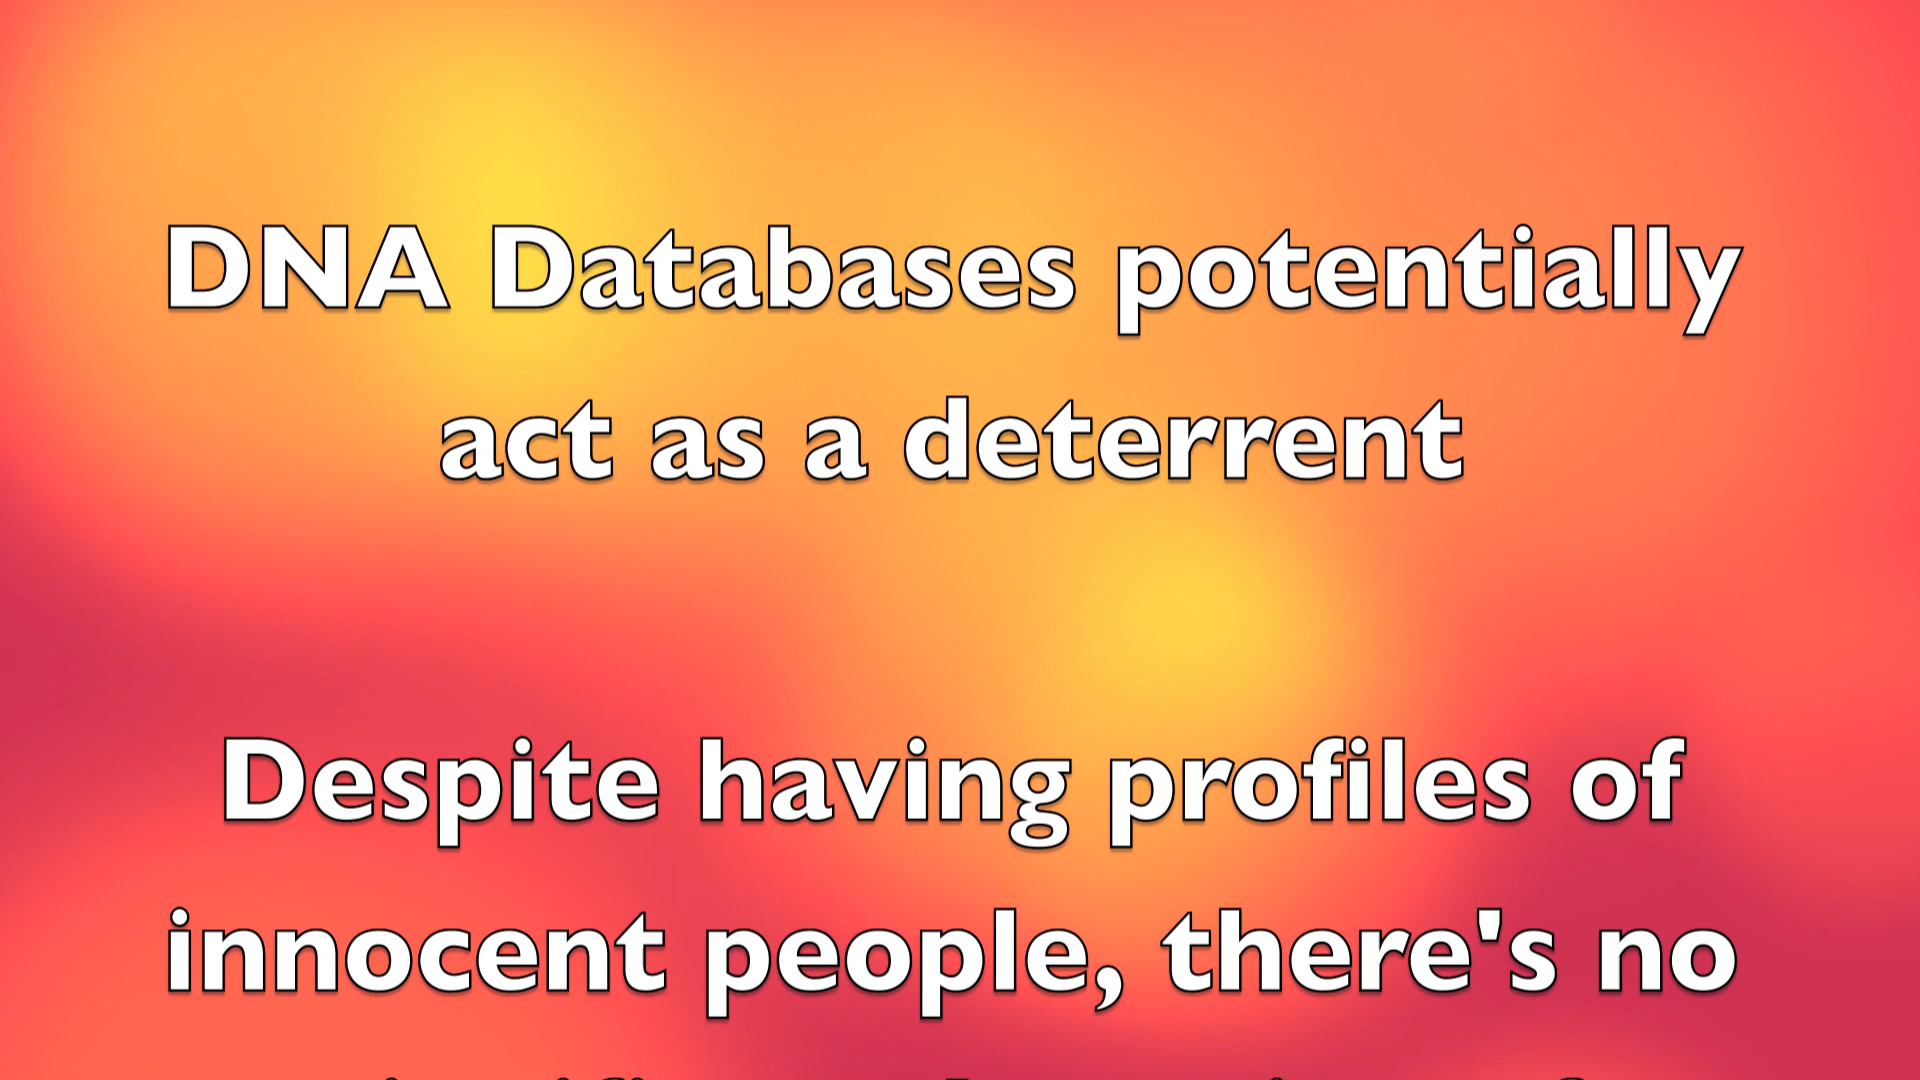 DNA Databases potentially
act as a deterrent
Despite having profiles of
innocent people, there's no